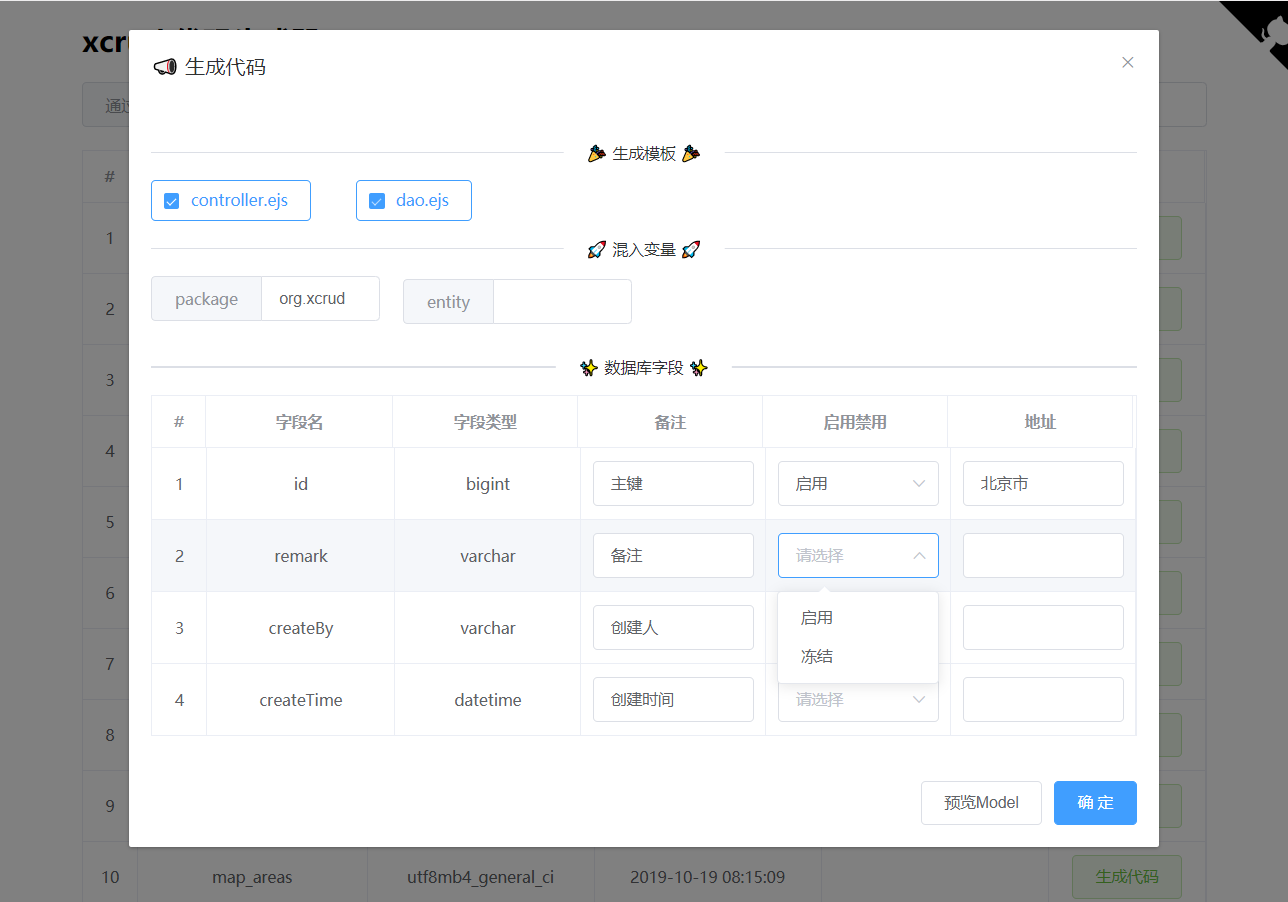 xcr
📣 生成代码
通过
🎉 生成模板 🎉
controller.ejs dao.ejs
🚀 混入变量 🚀
package org.xcrud entity
✨ 数据库字段 ✨
# 字段名 字段类型 备注 启用禁用 地址
1 id bigint 主键 启用 北京市
2 remark varchar 备注 请选择
启用
冻结
3 createBy varchar 创建人
4 createTime datetime 创建时间 请选择
预览Model 确 定
#
1
2
3
4
5
6
7
8
9
10 map_areas utf8mb4_general_ci 2019-10-19 08:15:09 生成代码